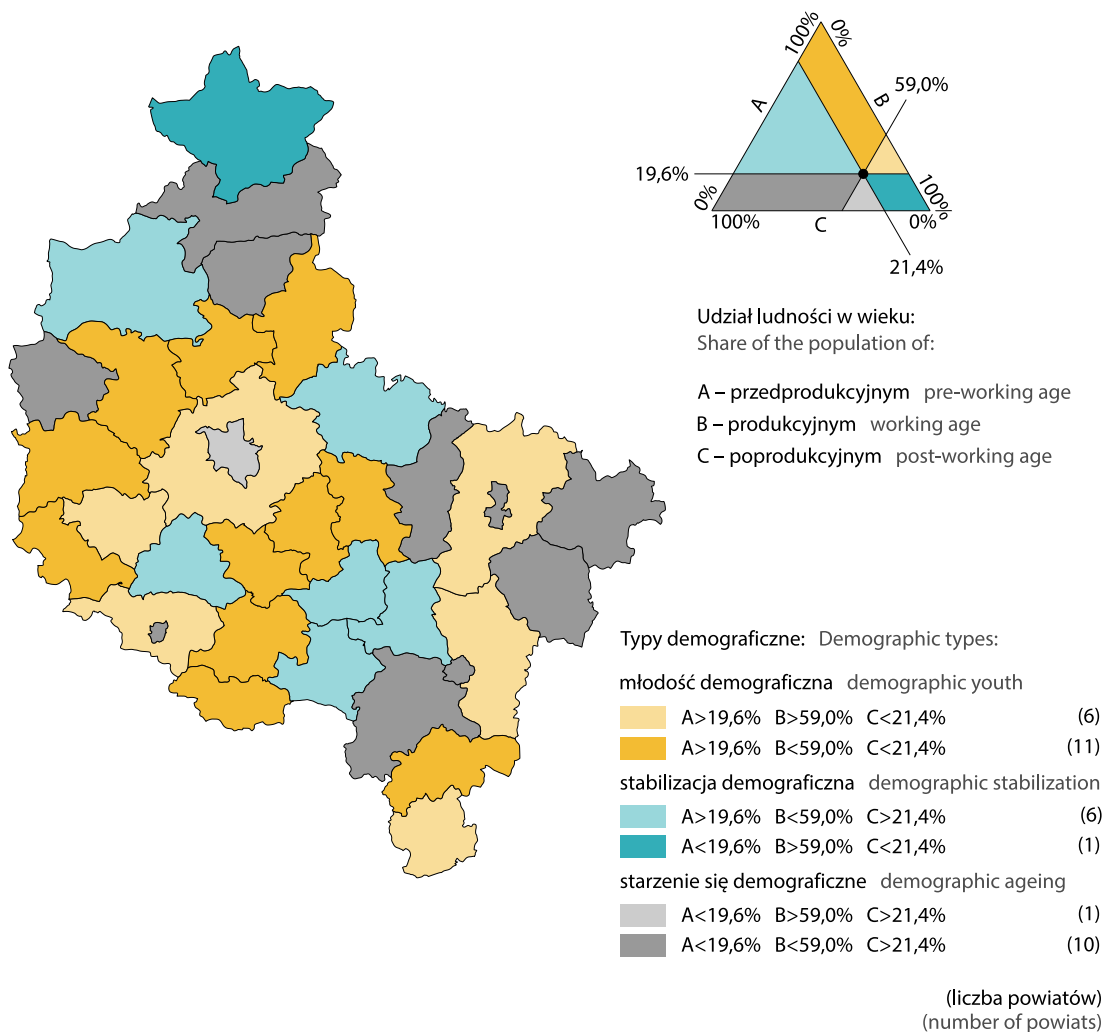 100%
0%
A
B
59,0%
19,6%
0%
100%
100%
C
0%
21,4%
Udział ludności w wieku:
Share of the population of:
A – przedprodukcyjnym pre-working age
B – produkcyjnym working age
C – poprodukcyjnym post-working age
Typy demograficzne: Demographic types:
młodość demograficzna demographic youth
A>19,6% B>59,0% C<21,4% (6)
A>19,6% B<59,0% C<21,4% (11)
stabilizacja demograficzna demographic stabilization
A>19,6% B<59,0% C>21,4% (6)
A<19,6% B>59,0% C<21,4% (1)
starzenie się demograficzne demographic ageing
A<19,6% B>59,0% C>21,4% (1)
A<19,6% B<59,0% C>21,4% (10)
(liczba powiatów)
(number of powiats)